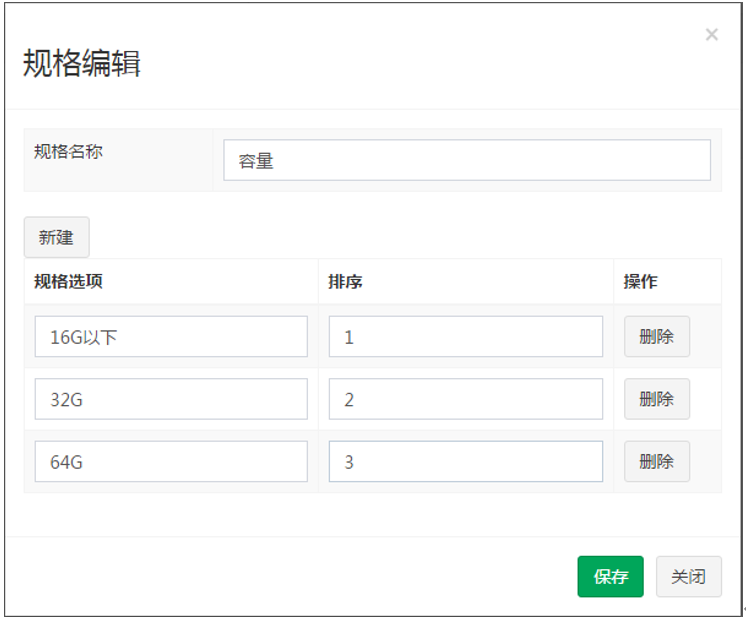 ×
规格编辑
规格名称 容量
新建
规格选项 排序 操作
16G以下 1 删除
32G 2 删除
64G 3 删除
保存 关闭